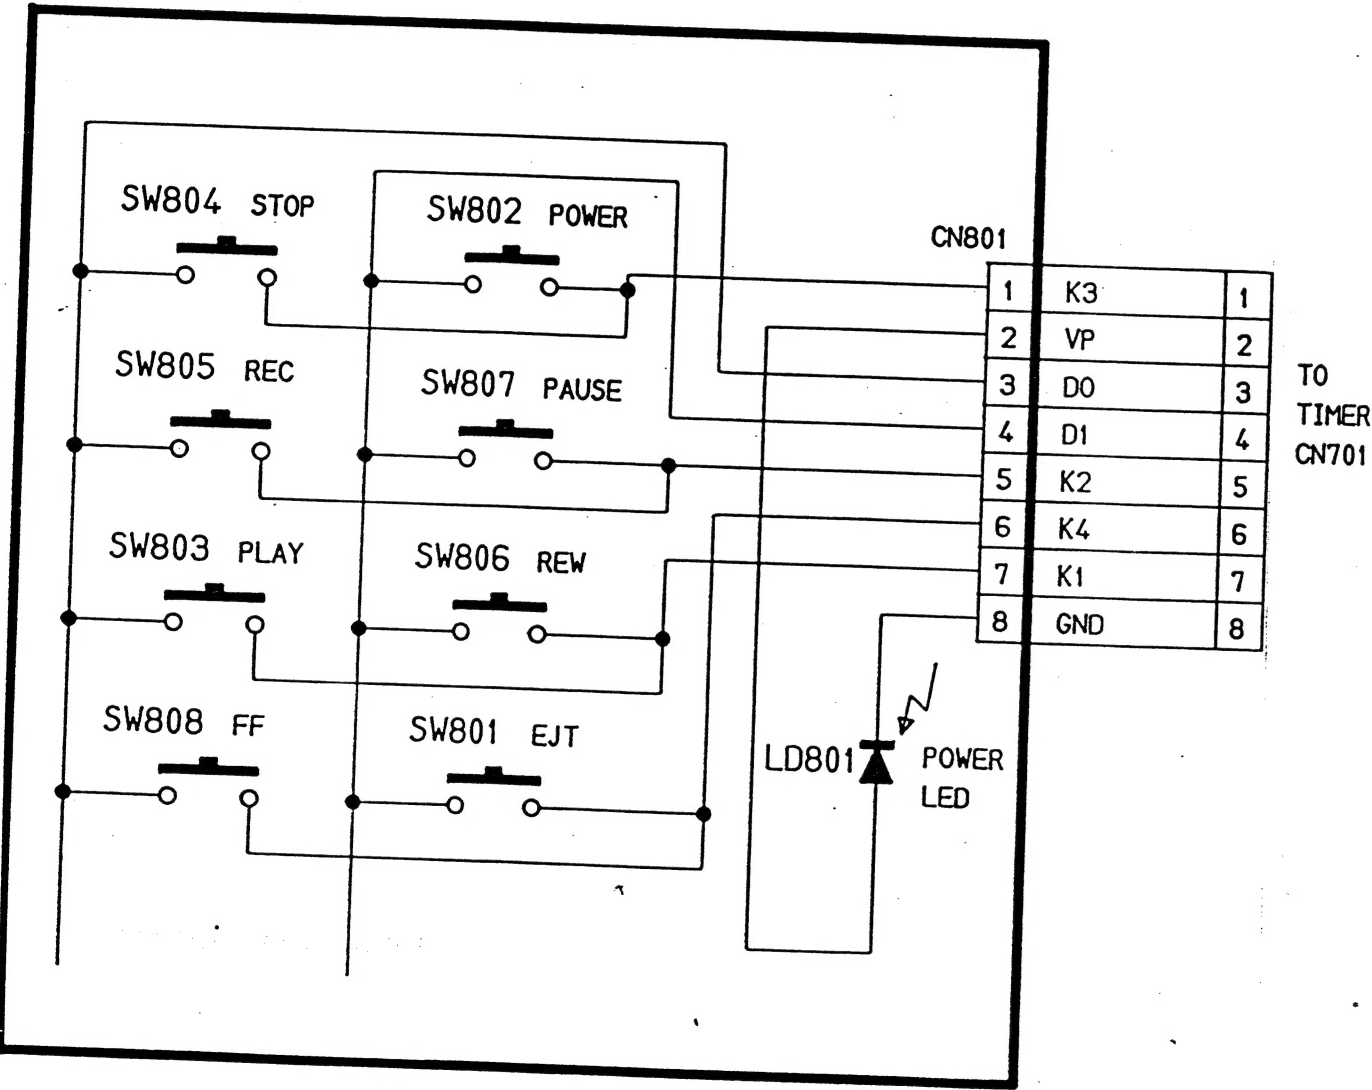 SW804 STOP
SW802 POWER
CN801
1 K3 1
2 VP 2
3 D0 3
4 D1 4
5 K2 5
6 K4 6
7 K1 7
8 GND 8
TO
TIMER
CN701
SW805 REC
SW807 PAUSE
SW803 PLAY
SW806 REW
SW808 FF
SW801 EJT
LD801
POWER
LED